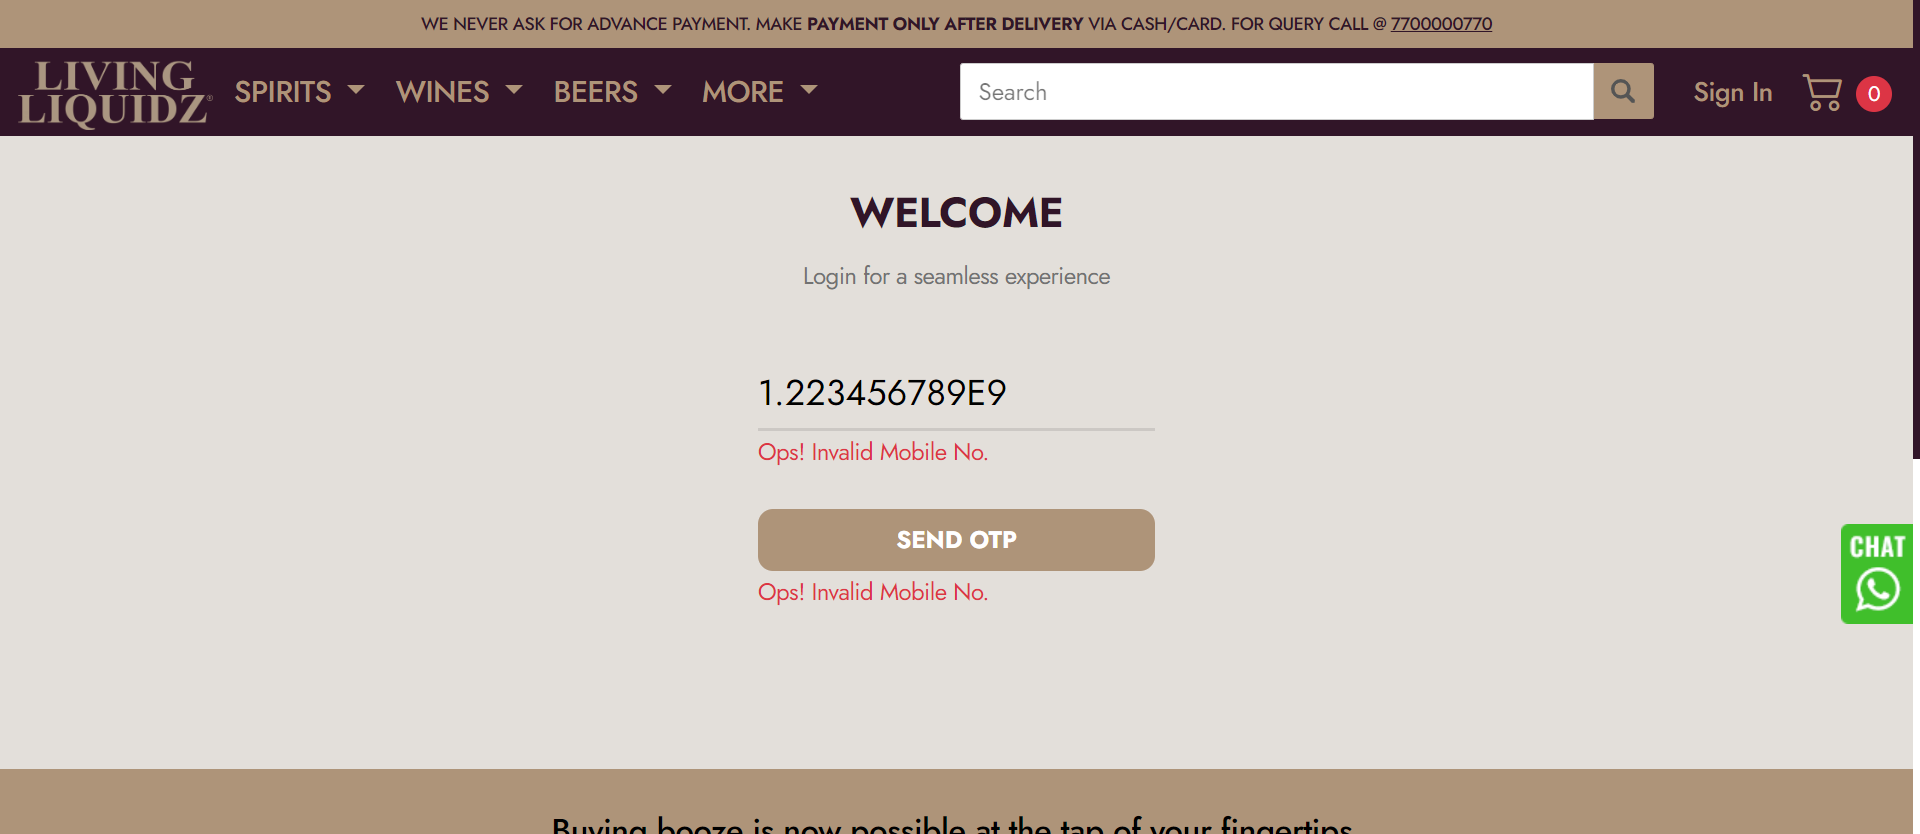 WE NEVER ASK FOR ADVANCE PAYMENT. MAKE PAYMENT ONLY AFTER DELIVERY VIA CASH/CARD. FOR QUERY CALL @ 7700000770
LIVING
LIQUIDZ®
SPIRITS
WINES
BEERS
MORE
Search
Sign In
0
WELCOME
Login for a seamless experience
1.223456789E9
Ops! Invalid Mobile No.
SEND OTP
Ops! Invalid Mobile No.
CHAT
Buying booze is now possible at the tap of your fingertips